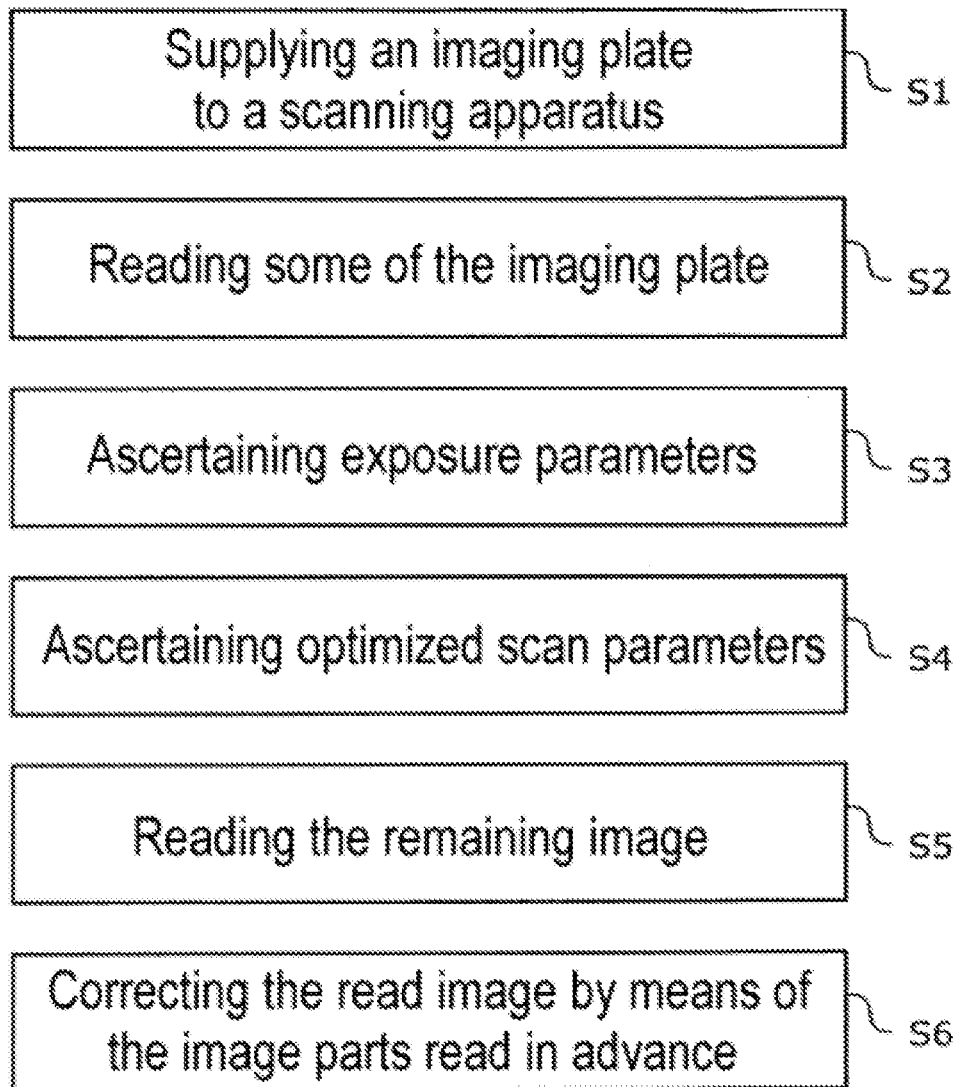 Supplying an imaging plate
to a scanning apparatus
S1
Reading some of the imaging plate
S2
Ascertaining exposure parameters
S3
Ascertaining optimized scan parameters
S4
Reading the remaining image
S5
Correcting the read image by means of
the image parts read in advance
S6